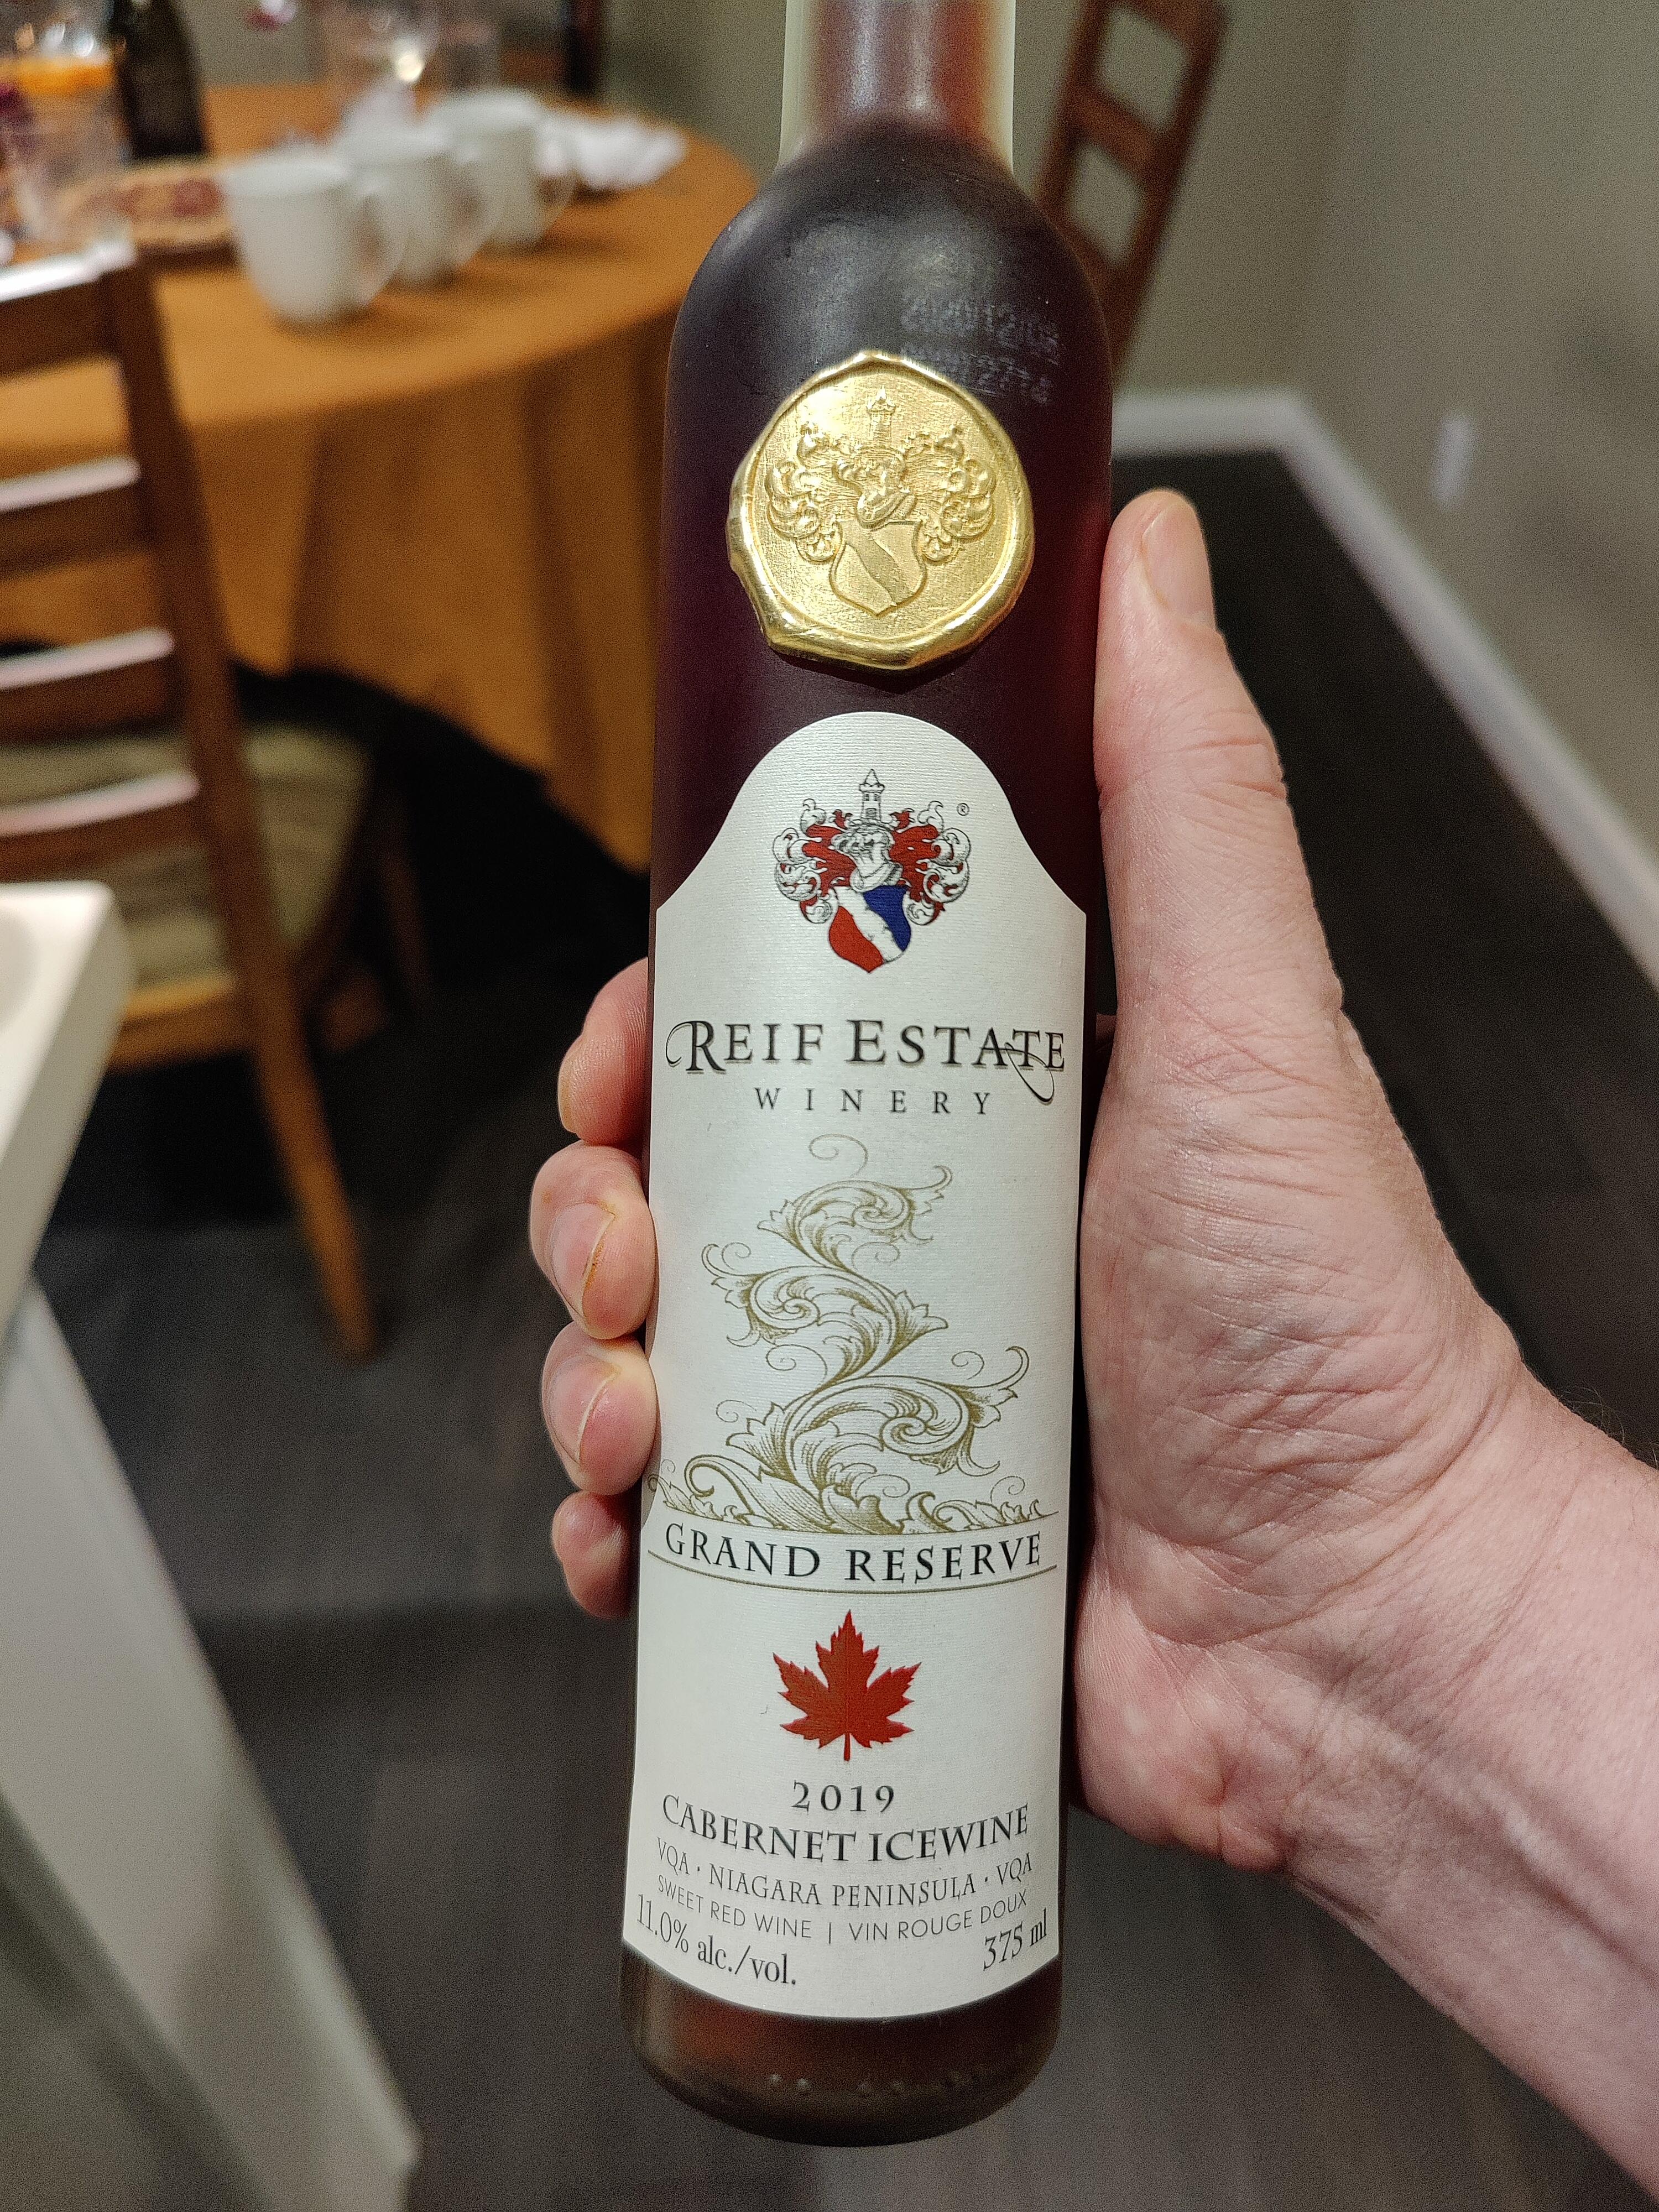 ®
REIF ESTATE
WINERY
GRAND RESERVE
2019
CABERNET ICEWINE
VQA · NIAGARA PENINSULA · VQA
SWEET RED WINE | VIN ROUGE DOUX
11.0% alc./vol. 375 ml